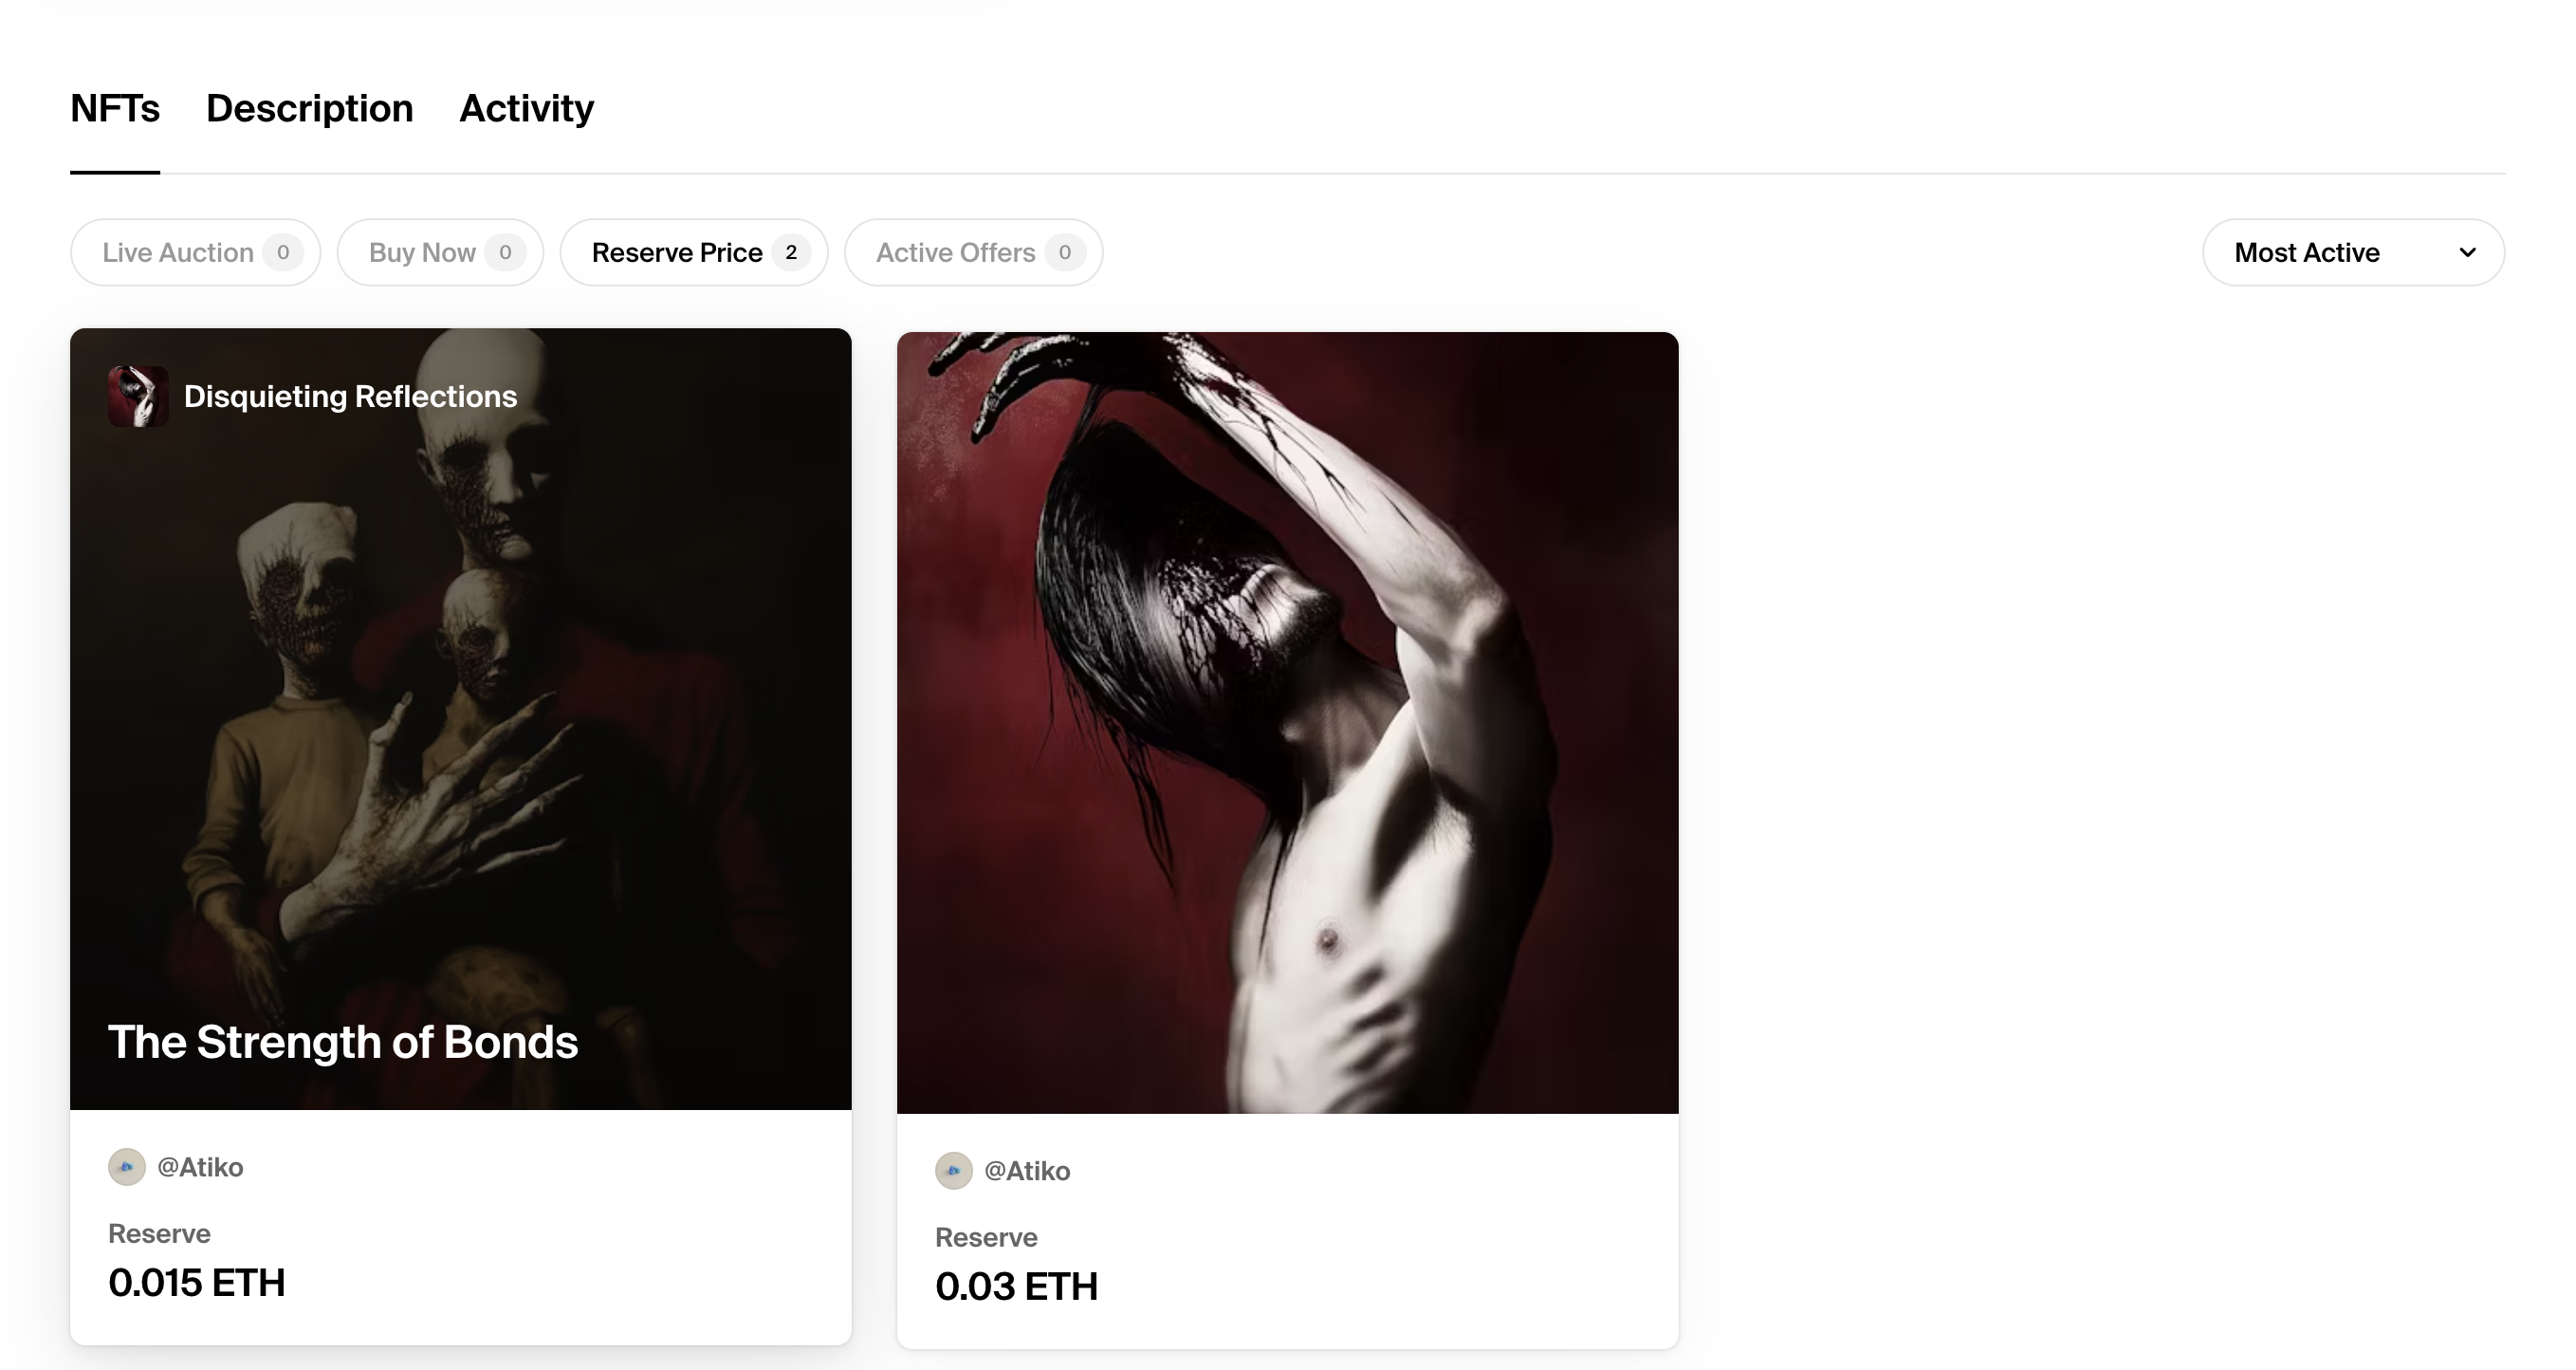 NFTs Description Activity
Live Auction 0 Buy Now 0 Reserve Price 2 Active Offers 0 Most Active
Disquieting Reflections
The Strength of Bonds
@Atiko
Reserve
0.015 ETH
@Atiko
Reserve
0.03 ETH